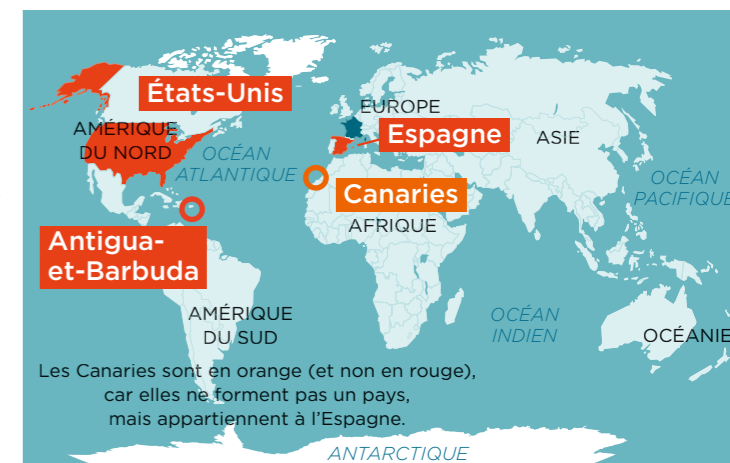 États-Unis
EUROPE
AMÉRIQUE
DU NORD
OCÉAN
ATLANTIQUE
Espagne
ASIE
OCÉAN
PACIFIQUE
Canaries
AFRIQUE
Antigua-
et-Barbuda
AMÉRIQUE
DU SUD
OCÉAN
INDIEN
OCÉANIE
Les Canaries sont en orange (et non en rouge),
car elles ne forment pas un pays,
mais appartiennent à l’Espagne.
ANTARCTIQUE